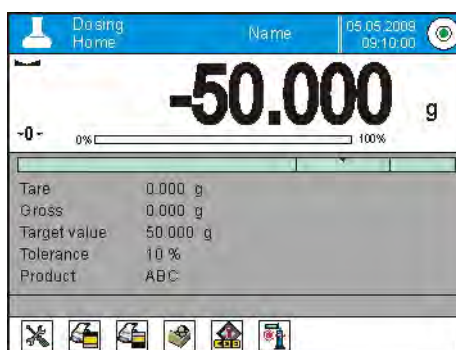 Dosing Name 05.05.2009
Home 09:10:00
-50.000 g
-0-
0% 100%
Tare 0.000 g
Gross 0.000 g
Target value 50.000 g
Tolerance 10 %
Product ABC